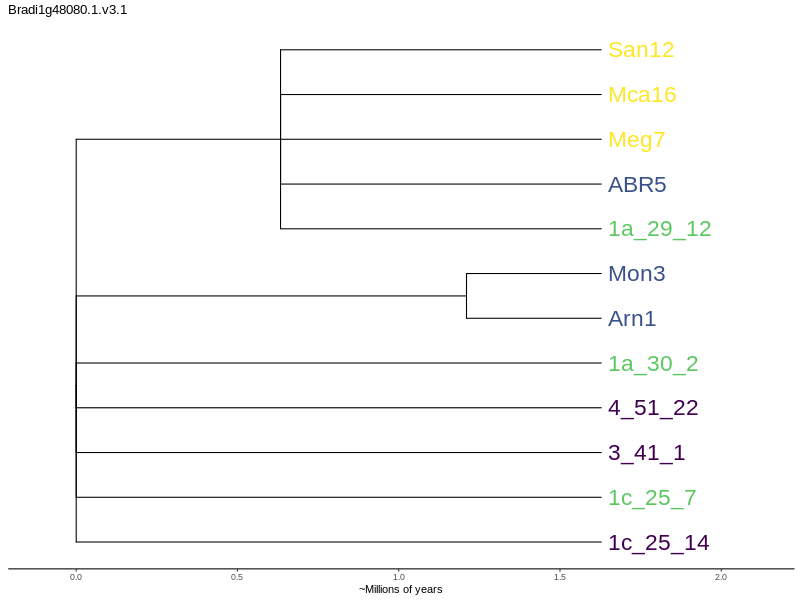 Bradi1g48080.1.v3.1
San12
Mca16
Meg7
ABR5
1a_29_12
Mon3
Arn1
1a_30_2
4_51_22
3_41_1
1c_25_7
1c_25_14
0.0 0.5 1.0 1.5 2.0
~Millions of years